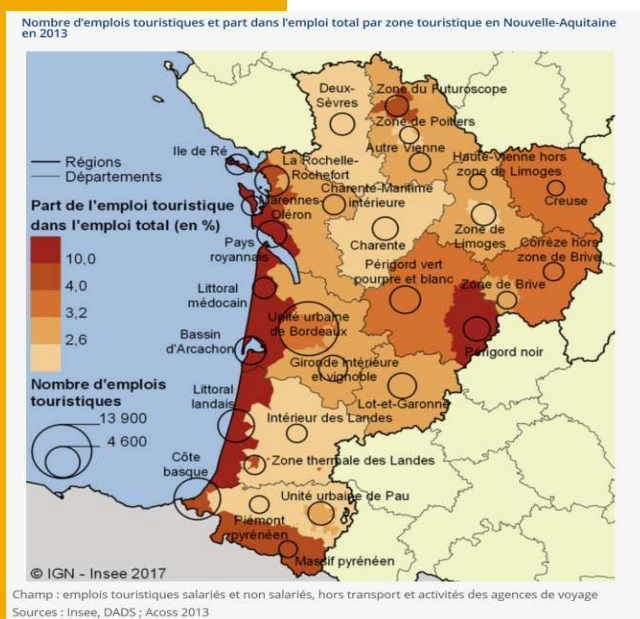 Nombre d'emplois touristiques et part dans l'emploi total par zone touristique en Nouvelle-Aquitaine
en 2013
Deux-
Sèvres
Zone du Futuroscope
Zone de Poitiers
Autre Vienne
Ile de Ré
La Rochelle-
Rochefort
Haute-Vienne hors
zone de Limoges
Régions
Départements
Charente-Maritime
intérieure
Creuse
Marennes-
Oléron
Part de l'emploi touristique
dans l'emploi total (en %)
10,0
4,0
3,2
2,6
Pays
royannais
Charente
Zone de
Limoges
Corrèze hors
zone de Brive
Périgord vert
pourpre et blanc
Littoral
médocain
Zone de Brive
Unité urbaine
de Bordeaux
Bassin
d'Arcachon
Périgord noir
Gironde intérieure
et vignoble
Nombre d'emplois
touristiques
13 900
4 600
Littoral
landais
Lot-et-Garonne
Intérieur des Landes
Côte
basque
Zone thermale des Landes
Unité urbaine de Pau
Piémont
pyrénéen
Massif pyrénéen
© IGN - Insee 2017
Champ : emplois touristiques salariés et non salariés, hors transport et activités des agences de voyage
Sources : Insee, DADS ; Acoss 2013